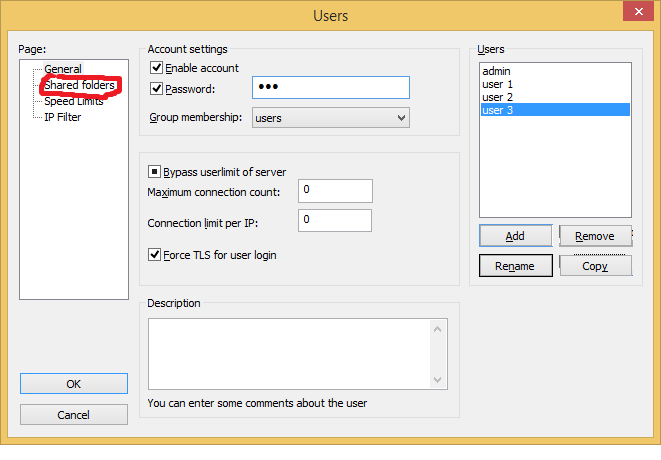 Users
Page:
General
Shared folders
Speed Limits
IP Filter
OK
Cancel
Account settings
Enable account
Password:
Group membership: users
Bypass userlimit of server
Maximum connection count: 0
Connection limit per IP: 0
Force TLS for user login
Description
You can enter some comments about the user
Users
admin
user 1
user 2
user 3
Add Remove
Rename Copy